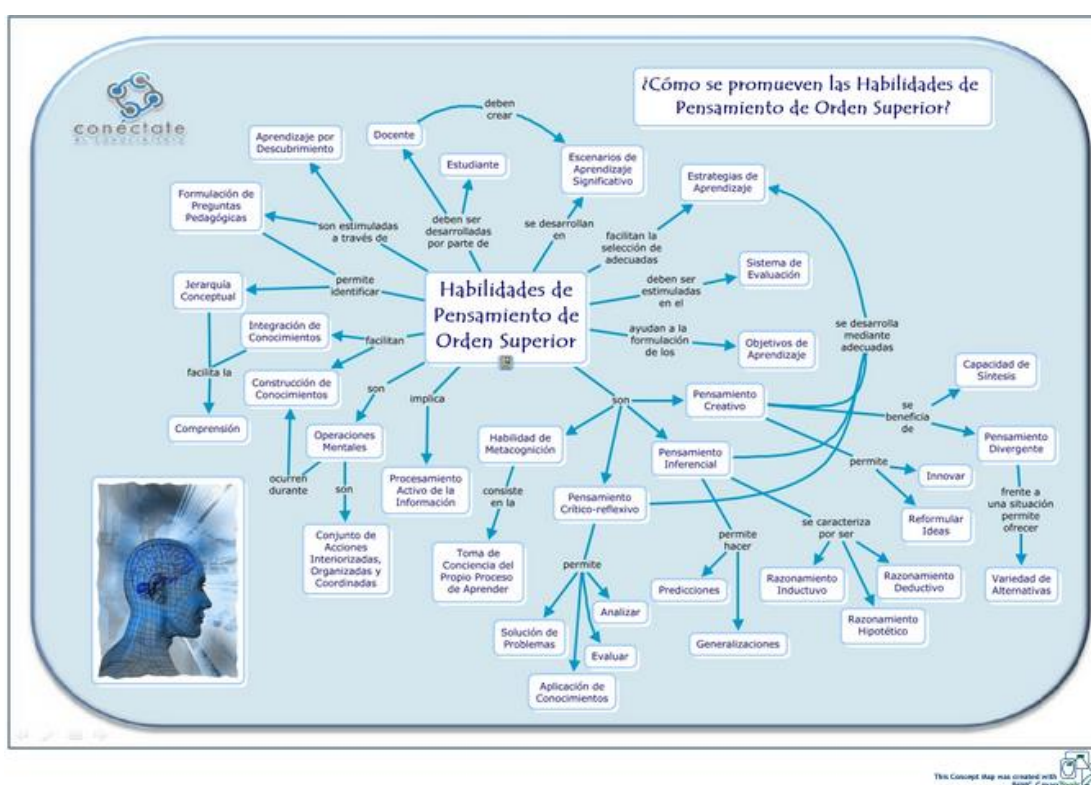 ¿Cómo se promueven las Habilidades de
Pensamiento de Orden Superior?
conéctate
AL CONOCIMIENTO
deben
crear
Docente
Aprendizaje por
Descubrimiento
Estudiante
Escenarios de
Aprendizaje
Significativo
Estrategias de
Aprendizaje
Formulación de
Preguntas
Pedagógicas
son estimuladas
a través de
deben ser
desarrolladas
por parte de
se desarrollan
en
facilitan la
selección de
adecuadas
Sistema de
Evaluación
deben ser
estimuladas
en el
permite
identificar
Jerarquía
Conceptual
Habilidades de
Pensamiento de
Orden Superior
Integración de
Conocimientos
facilitan
ayudan a la
formulación
de los
Objetivos de
Aprendizaje
se desarrolla
mediante
adecuadas
facilita la
Construcción de
Conocimientos
son
implica
son
Pensamiento
Creativo
Capacidad de
Síntesis
se
beneficia
de
Comprensión
Operaciones
Mentales
Habilidad de
Metacognición
Pensamiento
Inferencial
Pensamiento
Divergente
permite
Innovar
ocurren
durante
son
Procesamiento
Activo de la
Información
consiste
en la
Pensamiento
Crítico-reflexivo
frente a
una situación
permite
ofrecer
Reformular
Ideas
se caracteriza
por ser
permite
hacer
Conjunto de
Acciones
Interiorizadas,
Organizadas y
Coordinadas
Toma de
Conciencia del
Propio Proceso
de Aprender
permite
Predicciones
Razonamiento
Inductuvo
Razonamiento
Deductivo
Variedad de
Alternativas
Analizar
Razonamiento
Hipotético
Solución de
Problemas
Evaluar
Generalizaciones
Aplicación de
Conocimientos
This Concept Map was created with